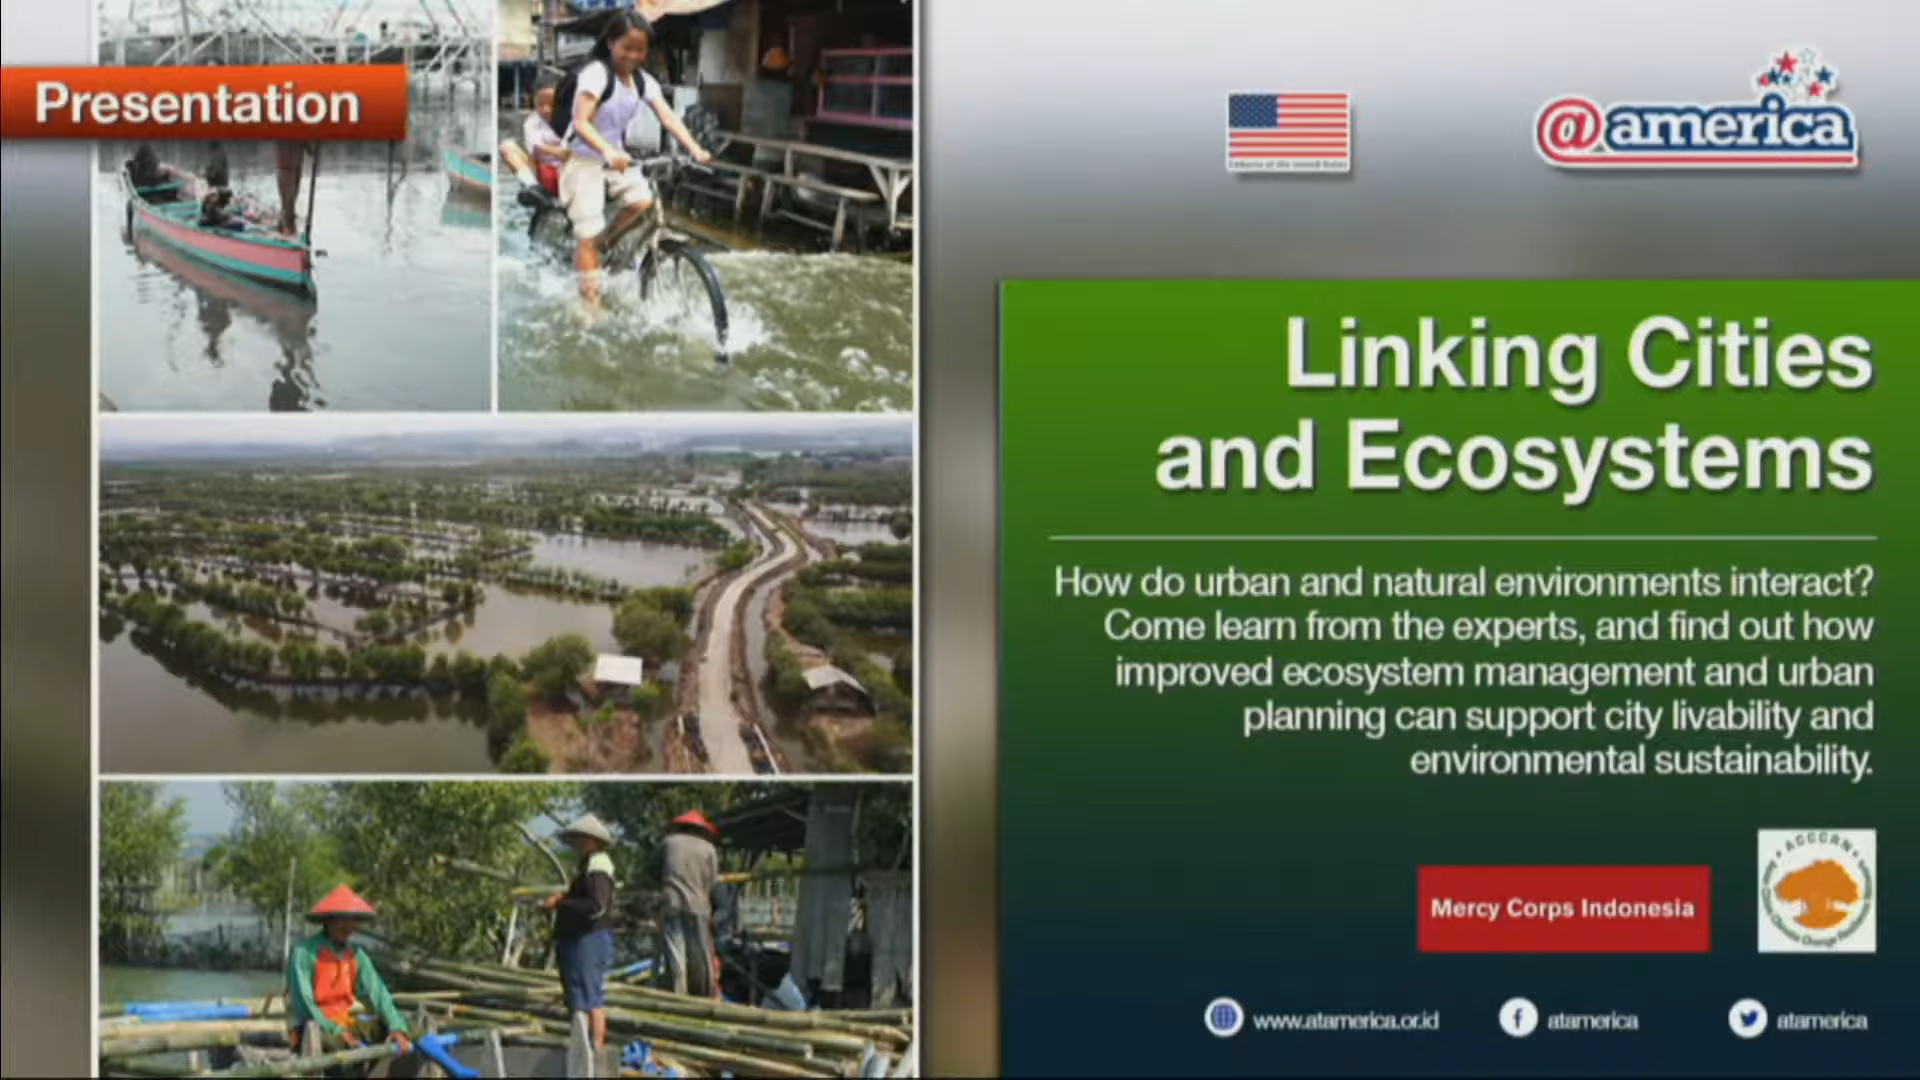 Presentation
@america
Linking Cities
and Ecosystems
How do urban and natural environments interact?
Come learn from the experts, and find out how
improved ecosystem management and urban
planning can support city livability and
environmental sustainability.
Mercy Corps Indonesia
ACCCRN
www.atamerica.or.id
atamerica
atamerica